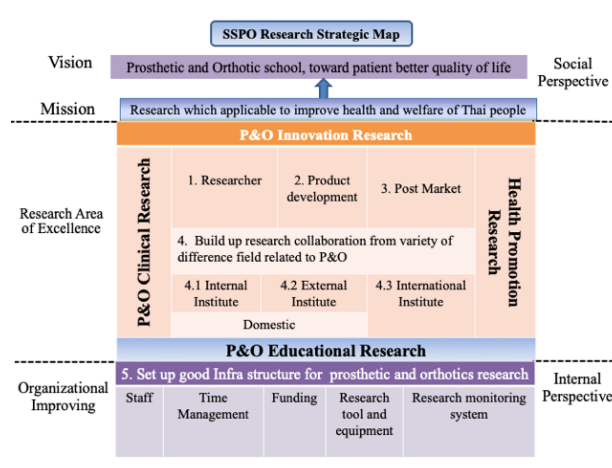 SSPO Research Strategic Map
Vision
Prosthetic and Orthotic school, toward patient better quality of life
Social
Perspective
Mission
Research which applicable to improve health and welfare of Thai people
P&O Innovation Research
Research Area
of Excellence
P&O Clinical Research
1. Researcher
2. Product
development
3. Post Market
Health Promotion
Research
4. Build up research collaboration from variety of
difference field related to P&O
4.1 Internal
Institute
4.2 External
Institute
4.3 International
Institute
Domestic
P&O Educational Research
5. Set up good Infra structure for prosthetic and orthotics research
Organizational
Improving
Internal
Perspective
Staff
Time
Management
Funding
Research
tool and
equipment
Research monitoring
system